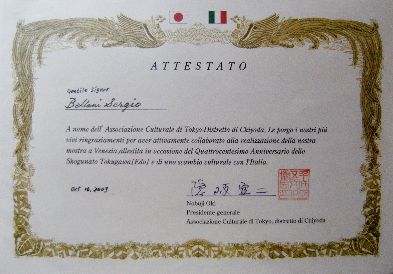 ATTESTATO
Gentile Signor
Bellani Sergio
A nome dell' Associazione Culturale di Tokyo Distretto di Chiyoda, Le porgo i nostri più
vivi ringraziamenti per aver attivamente collaborato alla realizzazione della nostra
mostra a Venezia, allestita in occasione del Quattrocentesimo Anniversario dello
Shogunato Tokugawa(Edo) e di uno scambio culturale con l'Italia.
Oct 16, 2003
Nobuji Oki
Presidente generale
Associazione Culturale di Tokyo, distretto di Chiyoda